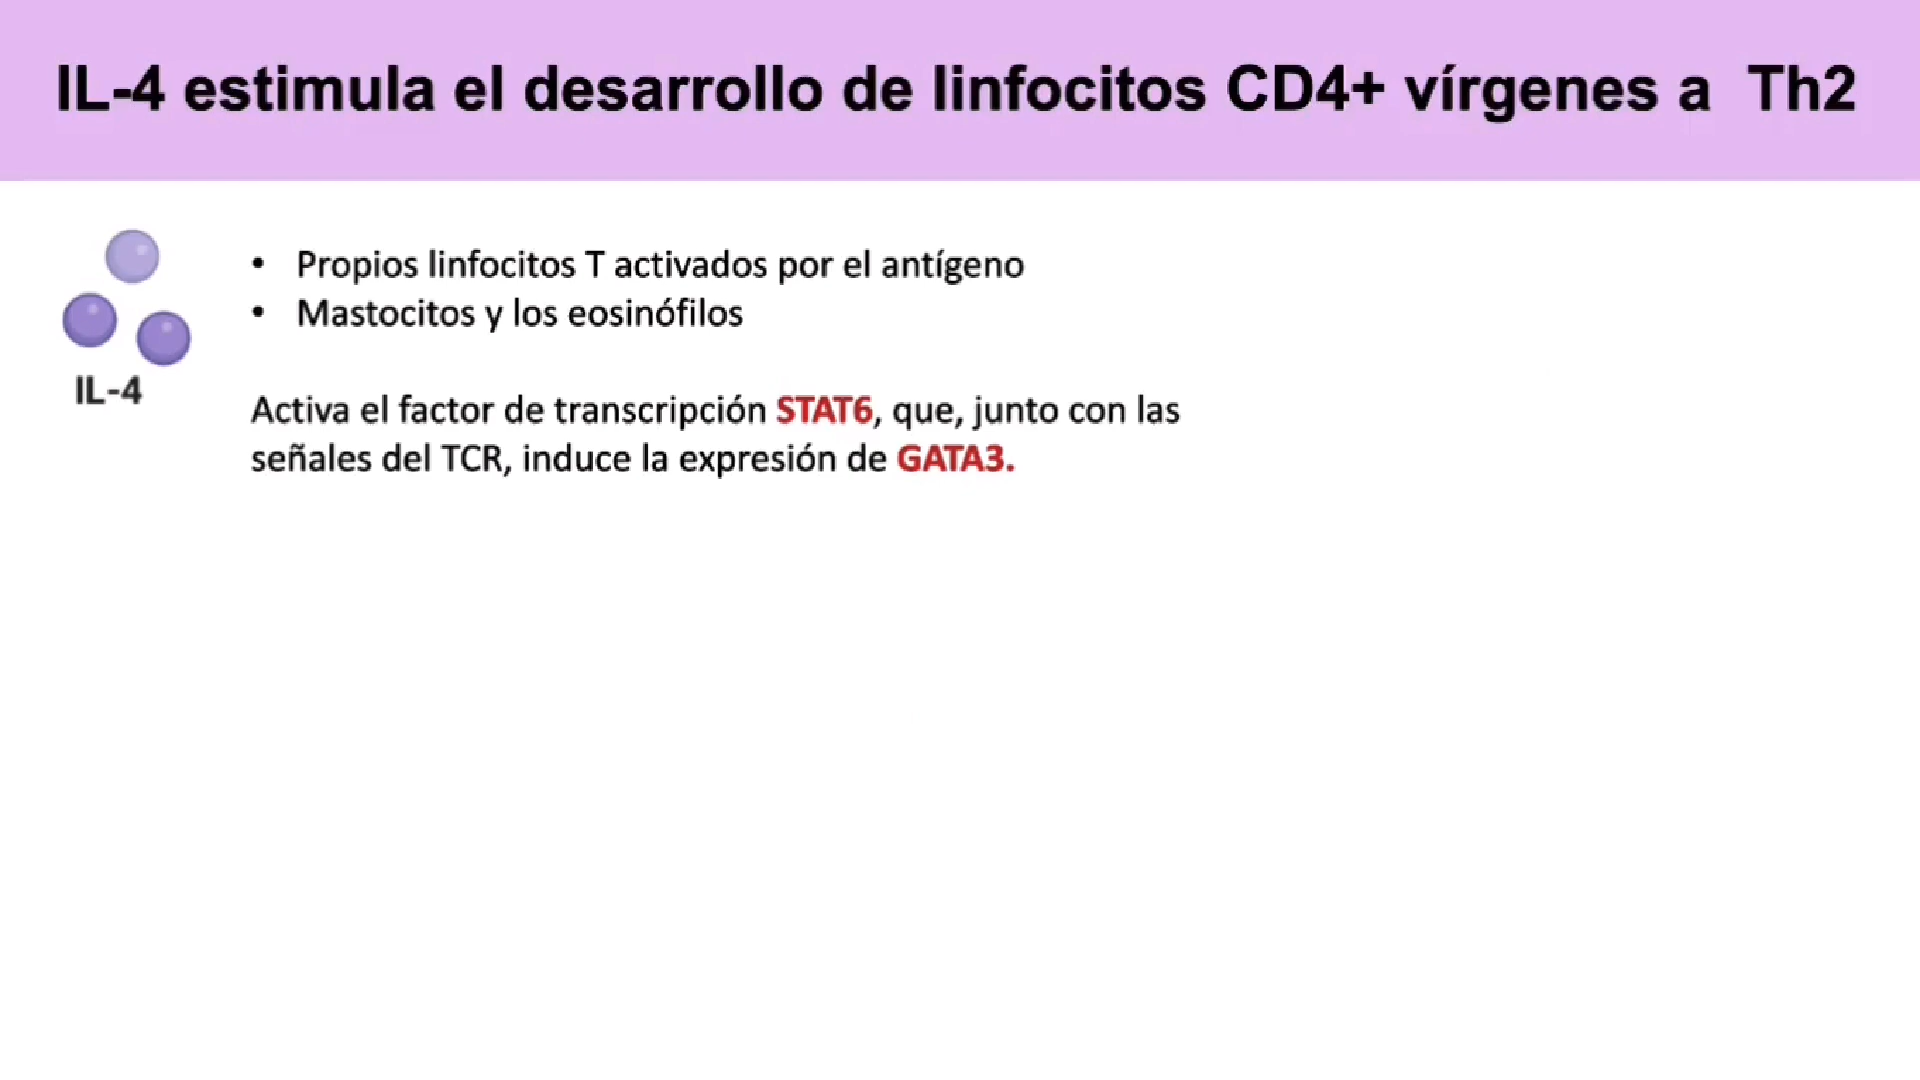 IL-4 estimula el desarrollo de linfocitos CD4+ vírgenes a Th2
• Propios linfocitos T activados por el antígeno
• Mastocitos y los eosinófilos
IL-4
Activa el factor de transcripción STAT6, que, junto con las
señales del TCR, induce la expresión de GATA3.